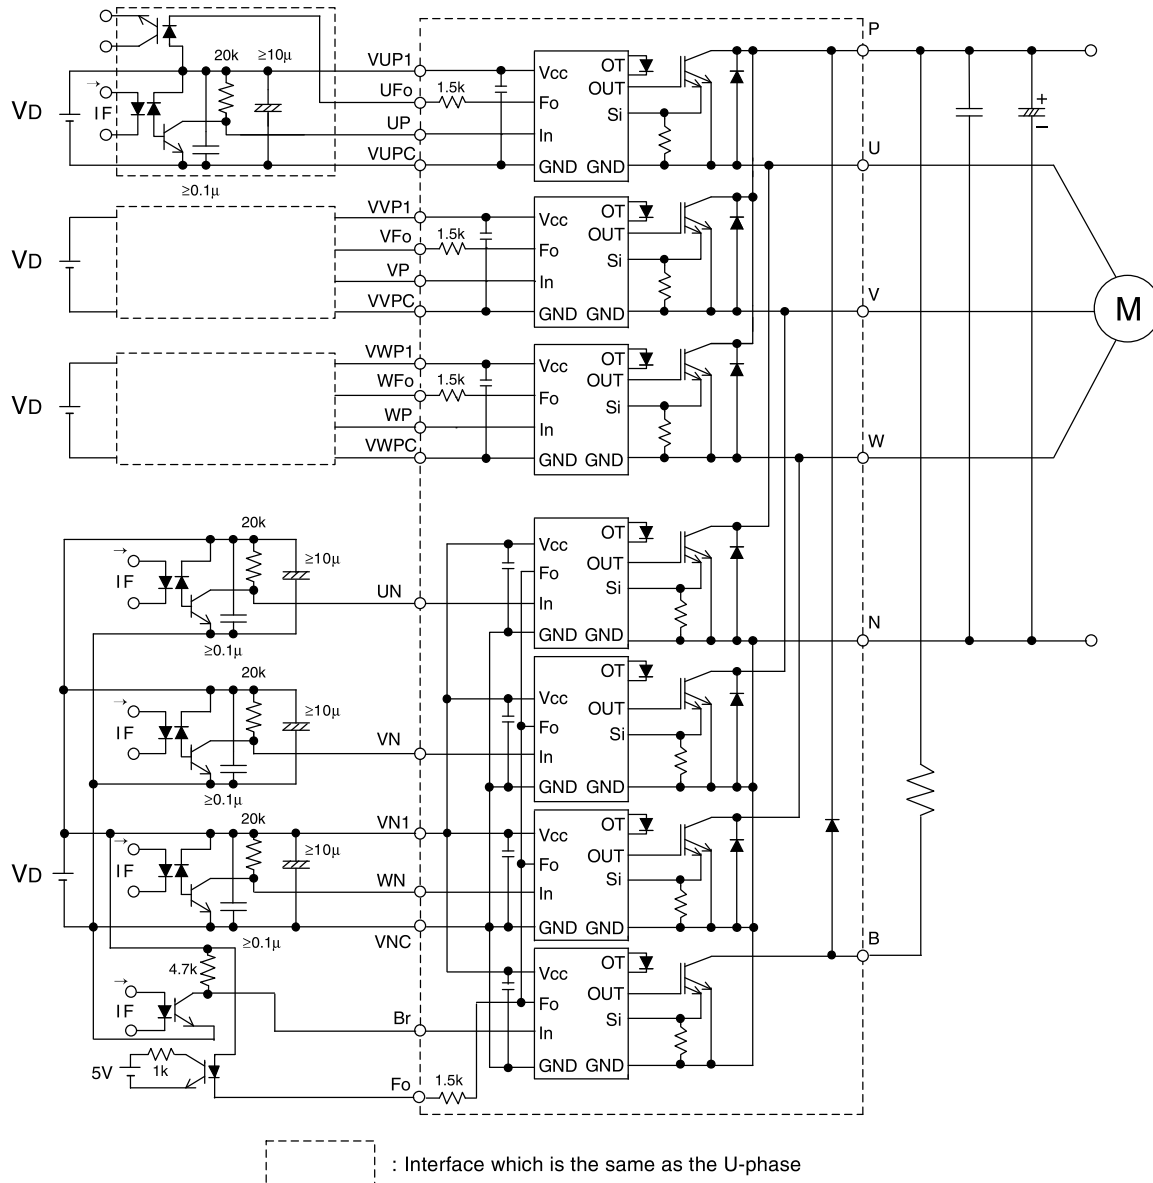 P
20k
≥10μ
VUP1
Vcc
OT
OUT
UFo
1.5k
Fo
Si
VD
IF
UP
In
+
−
VUPC
GND GND
U
≥0.1μ
VVP1
Vcc
OT
OUT
VFo
1.5k
Fo
Si
VD
VP
In
VVPC
GND GND
V
M
VWP1
Vcc
OT
OUT
WFo
1.5k
Fo
Si
VD
WP
In
VWPC
GND GND
W
20k
≥10μ
IF
Vcc
OT
OUT
Fo
Si
UN
In
GND GND
N
≥0.1μ
20k
≥10μ
IF
Vcc
OT
OUT
Fo
Si
VN
In
GND GND
≥0.1μ
20k
≥10μ
IF
VN1
Vcc
OT
OUT
Fo
Si
VD
WN
In
VNC
GND GND
≥0.1μ
B
4.7k
IF
Vcc
OT
OUT
Fo
Si
Br
In
GND GND
5V
1k
Fo
1.5k
: Interface which is the same as the U-phase